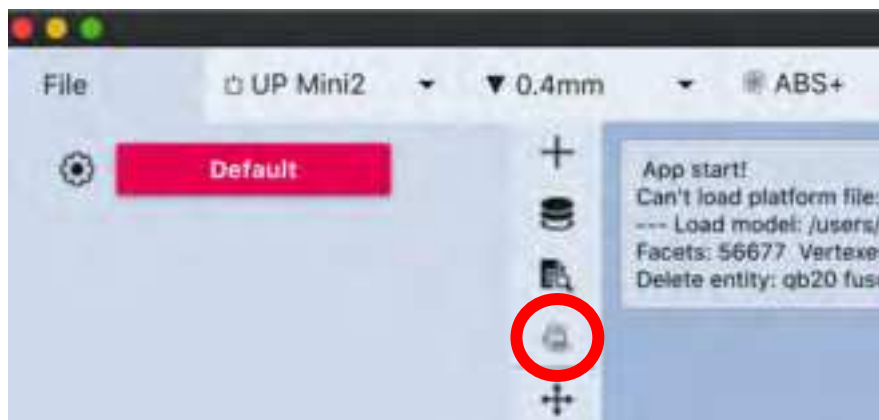 File
UP Mini2
0.4mm
ABS+
Default
App start!
Can't load platform file:
--- Load model: /users/
Facets: 56677 Vertexe
Delete entity: qb20 fus